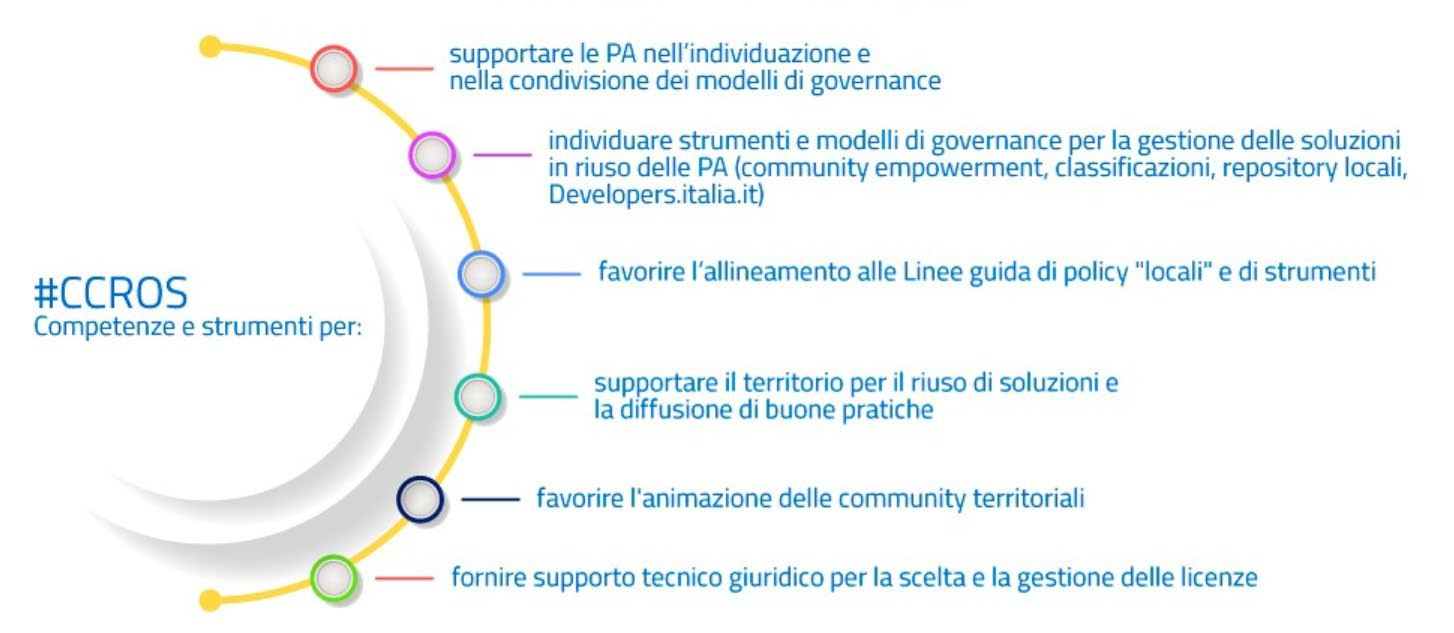 #CCROS
Competenze e strumenti per:
supportare le PA nell'individuazione e
nella condivisione dei modelli di governance
individuare strumenti e modelli di governance per la gestione delle soluzioni
in riuso delle PA (community empowerment, classificazioni, repository locali,
Developers.italia.it)
favorire l'allineamento alle Linee guida di policy "locali" e di strumenti
supportare il territorio per il riuso di soluzioni e
la diffusione di buone pratiche
favorire l'animazione delle community territoriali
fornire supporto tecnico giuridico per la scelta e la gestione delle licenze